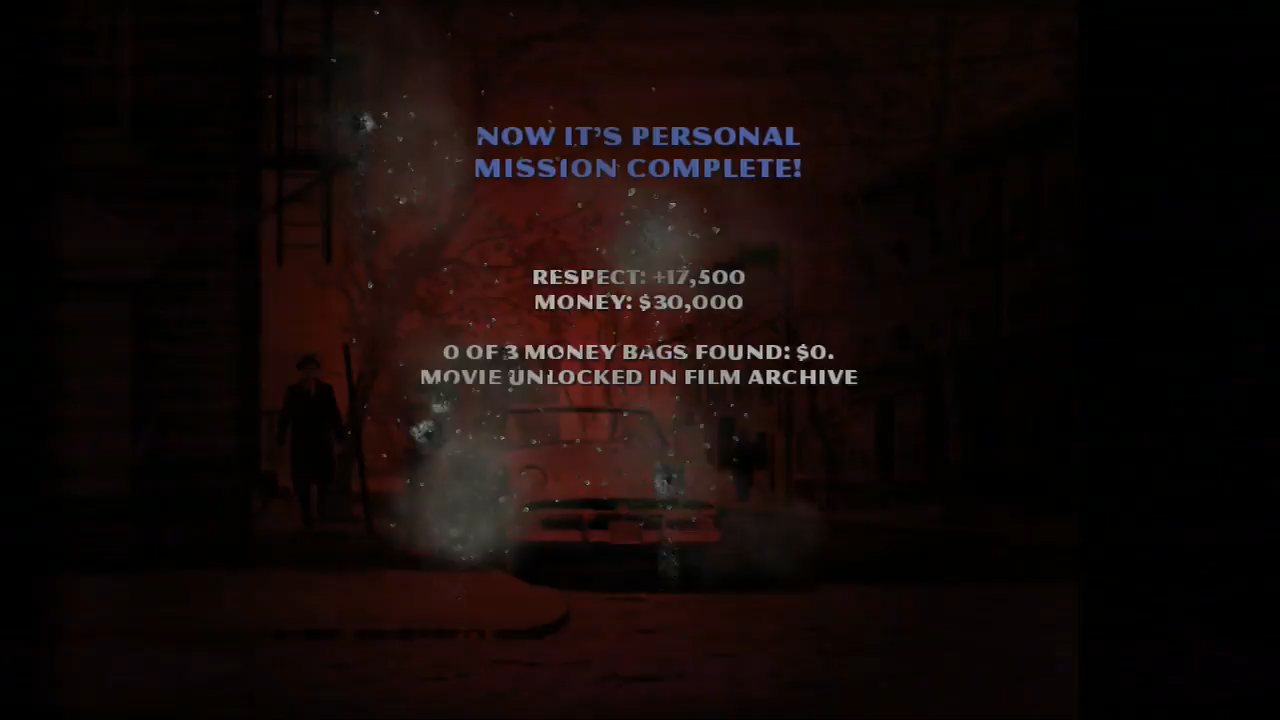 NOW IT'S PERSONAL
MISSION COMPLETE!
RESPECT: +17,500
MONEY: $30,000
0 OF 3 MONEY BAGS FOUND: $0.
MOVIE UNLOCKED IN FILM ARCHIVE